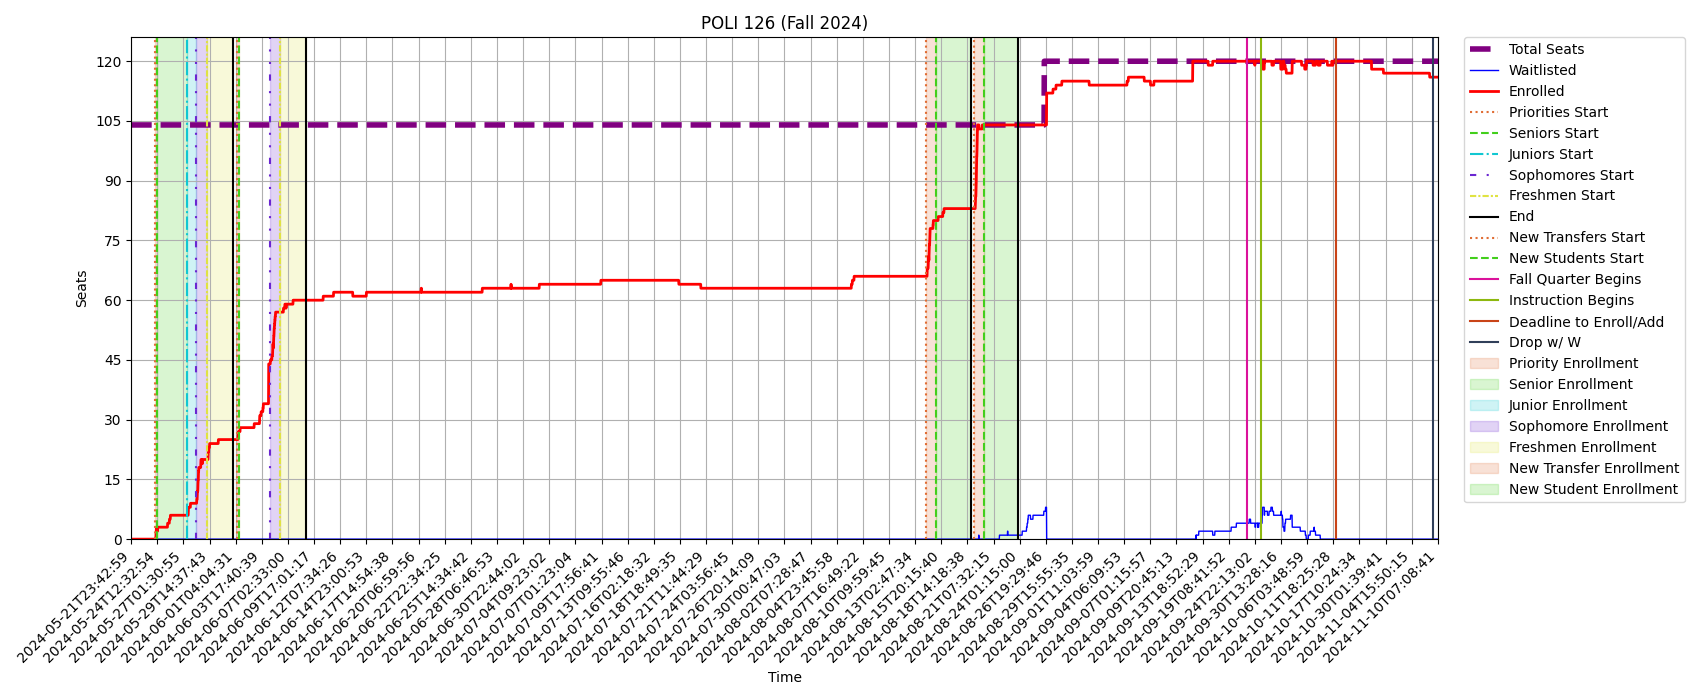 POLI 126 (Fall 2024)
120
105
90
75
60
45
30
15
0
Seats
2024-05-21T23:42:59
2024-05-24T12:32:54
2024-05-27T01:30:55
2024-05-29T14:37:43
2024-06-01T04:04:31
2024-06-03T17:40:39
2024-06-07T02:33:00
2024-06-09T17:01:17
2024-06-12T07:34:26
2024-06-14T23:00:53
2024-06-17T14:54:38
2024-06-20T06:59:56
2024-06-22T22:34:25
2024-06-25T14:34:42
2024-06-28T06:46:53
2024-06-30T22:44:02
2024-07-04T09:23:02
2024-07-07T01:23:04
2024-07-09T17:56:41
2024-07-13T09:55:46
2024-07-16T02:18:32
2024-07-18T18:49:35
2024-07-21T11:44:29
2024-07-24T03:56:45
2024-07-26T20:14:09
2024-07-30T00:47:03
2024-08-02T07:28:47
2024-08-04T23:45:58
2024-08-07T16:49:22
2024-08-10T09:59:45
2024-08-13T02:47:34
2024-08-15T20:15:40
2024-08-18T14:18:38
2024-08-21T07:32:15
2024-08-24T01:15:00
2024-08-26T19:29:46
2024-08-29T15:55:35
2024-09-01T11:03:59
2024-09-04T06:09:53
2024-09-07T01:15:57
2024-09-09T20:45:13
2024-09-13T18:52:29
2024-09-19T08:41:52
2024-09-24T22:13:02
2024-09-30T13:28:16
2024-10-06T03:48:59
2024-10-11T18:25:28
2024-10-17T10:24:34
2024-10-30T01:39:41
2024-11-04T15:50:15
2024-11-10T07:08:41
Time
Total Seats
Waitlisted
Enrolled
Priorities Start
Seniors Start
Juniors Start
Sophomores Start
Freshmen Start
End
New Transfers Start
New Students Start
Fall Quarter Begins
Instruction Begins
Deadline to Enroll/Add
Drop w/ W
Priority Enrollment
Senior Enrollment
Junior Enrollment
Sophomore Enrollment
Freshmen Enrollment
New Transfer Enrollment
New Student Enrollment